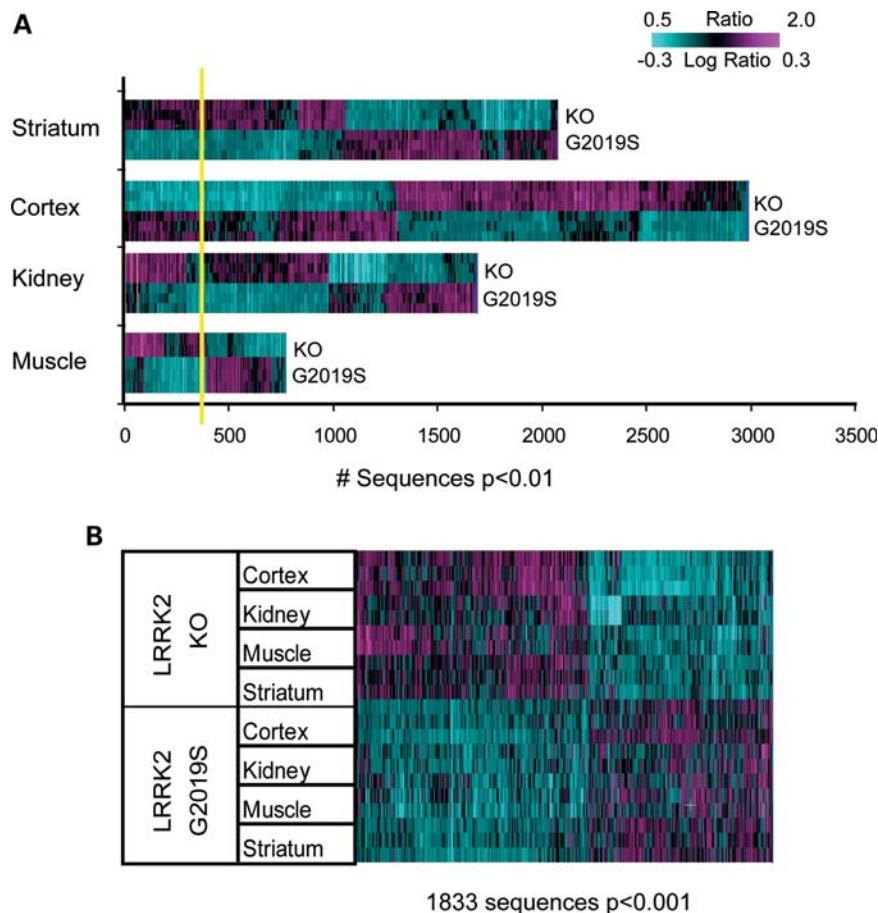 A
0.5 Ratio 2.0
-0.3 Log Ratio 0.3
Striatum
KO
G2019S
Cortex
KO
G2019S
Kidney
KO
G2019S
Muscle
KO
G2019S
0 500 1000 1500 2000 2500 3000 3500
# Sequences p<0.01
B
LRRK2
KO
Cortex
Kidney
Muscle
Striatum
LRRK2
G2019S
Cortex
Kidney
Muscle
Striatum
1833 sequences p<0.001